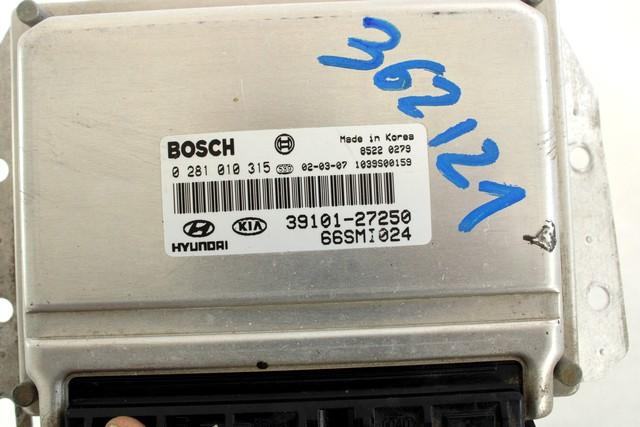 362121
BOSCH
Made in Korea
8522 0279
0 281 010 315 02-03-07 1039S00159
HYUNDAI KIA 39101-27250
66SMI024